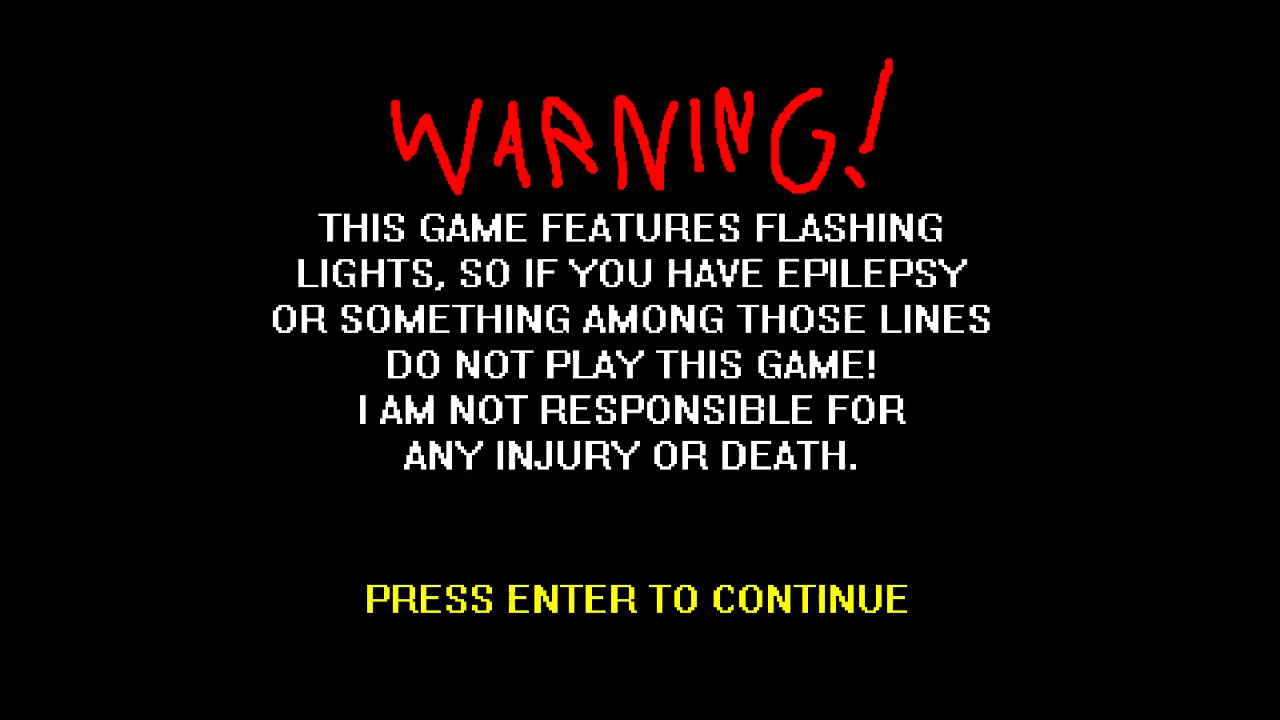 WARNING!
THIS GAME FEATURES FLASHING
LIGHTS, SO IF YOU HAVE EPILEPSY
OR SOMETHING AMONG THOSE LINES
DO NOT PLAY THIS GAME!
I AM NOT RESPONSIBLE FOR
ANY INJURY OR DEATH.
PRESS ENTER TO CONTINUE